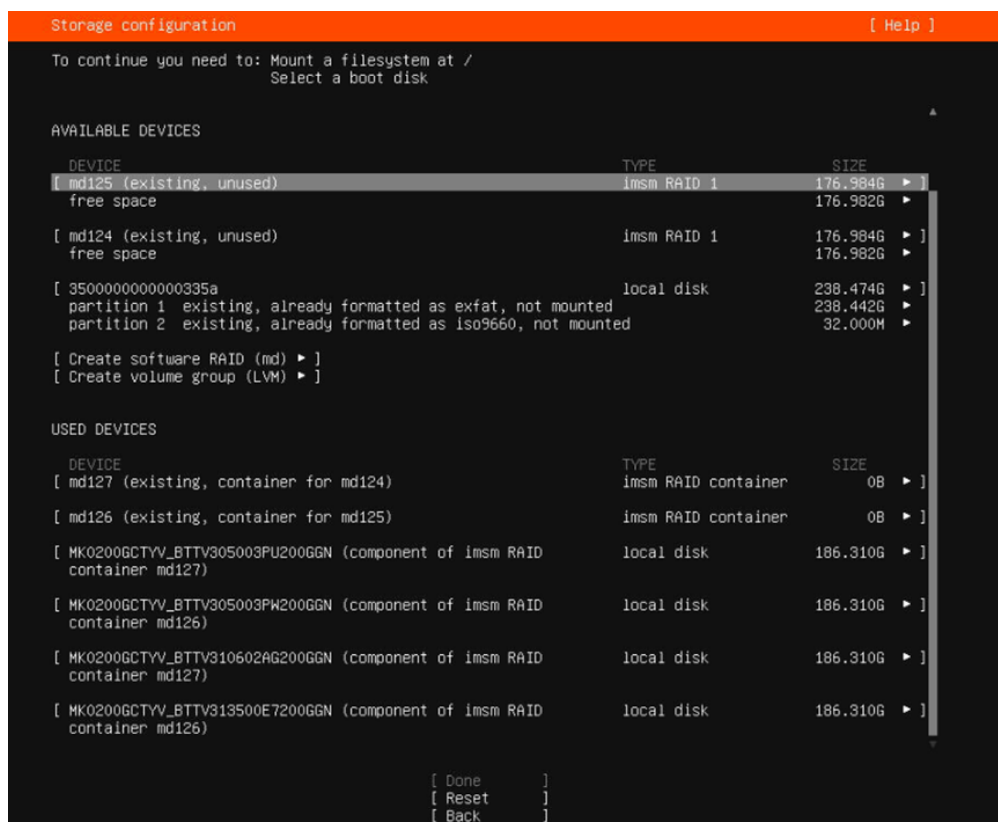 Storage configuration [ Help ]
To continue you need to: Mount a filesystem at /
Select a boot disk
▲
AVAILABLE DEVICES
DEVICE TYPE SIZE
[ md125 (existing, unused) imsm RAID 1 176.984G ▸ ]
free space 176.982G ▸
[ md124 (existing, unused) imsm RAID 1 176.984G ▸ ]
free space 176.982G ▸
[ 3500000000000335a local disk 238.474G ▸ ]
partition 1 existing, already formatted as exfat, not mounted 238.442G ▸
partition 2 existing, already formatted as iso9660, not mounted 32.000M ▸
[ Create software RAID (md) ▸ ]
[ Create volume group (LVM) ▸ ]
USED DEVICES
DEVICE TYPE SIZE
[ md127 (existing, container for md124) imsm RAID container 0B ▸ ]
[ md126 (existing, container for md125) imsm RAID container 0B ▸ ]
[ MK0200GCTYV_BTTV305003PU200GGN (component of imsm RAID local disk 186.310G ▸ ]
container md127)
[ MK0200GCTYV_BTTV305003PW200GGN (component of imsm RAID local disk 186.310G ▸ ]
container md126)
[ MK0200GCTYV_BTTV310602AG200GGN (component of imsm RAID local disk 186.310G ▸ ]
container md127)
[ MK0200GCTYV_BTTV313500E7200GGN (component of imsm RAID local disk 186.310G ▸ ]
container md126)
▼
[ Done ]
[ Reset ]
[ Back ]